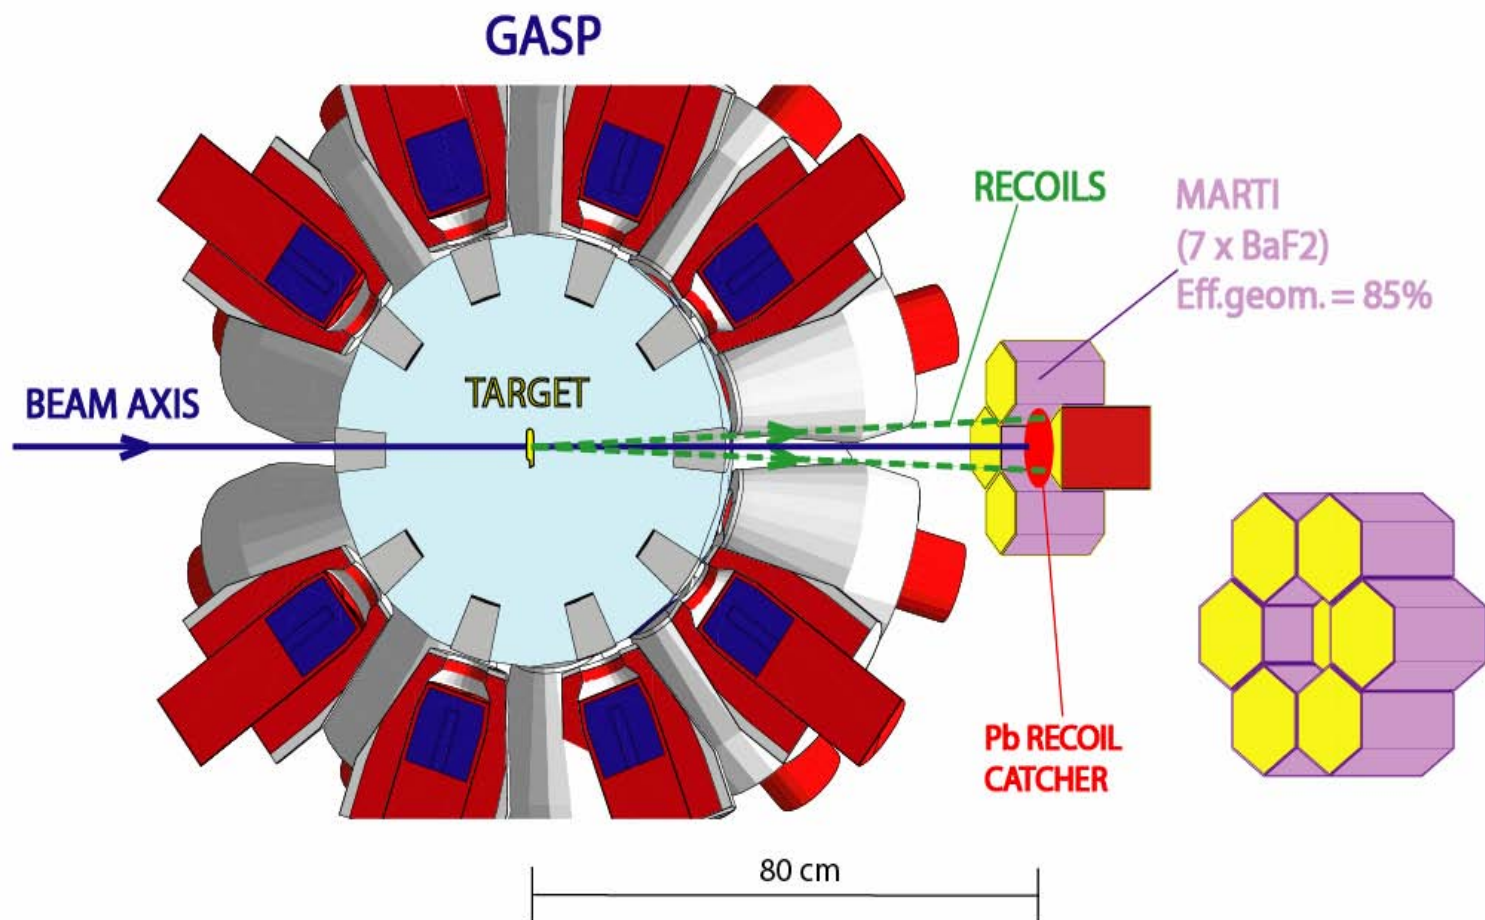 GASP
RECOILS
MARTI
(7 x BaF2)
Eff.geom. = 85%
TARGET
BEAM AXIS
Pb RECOIL
CATCHER
80 cm